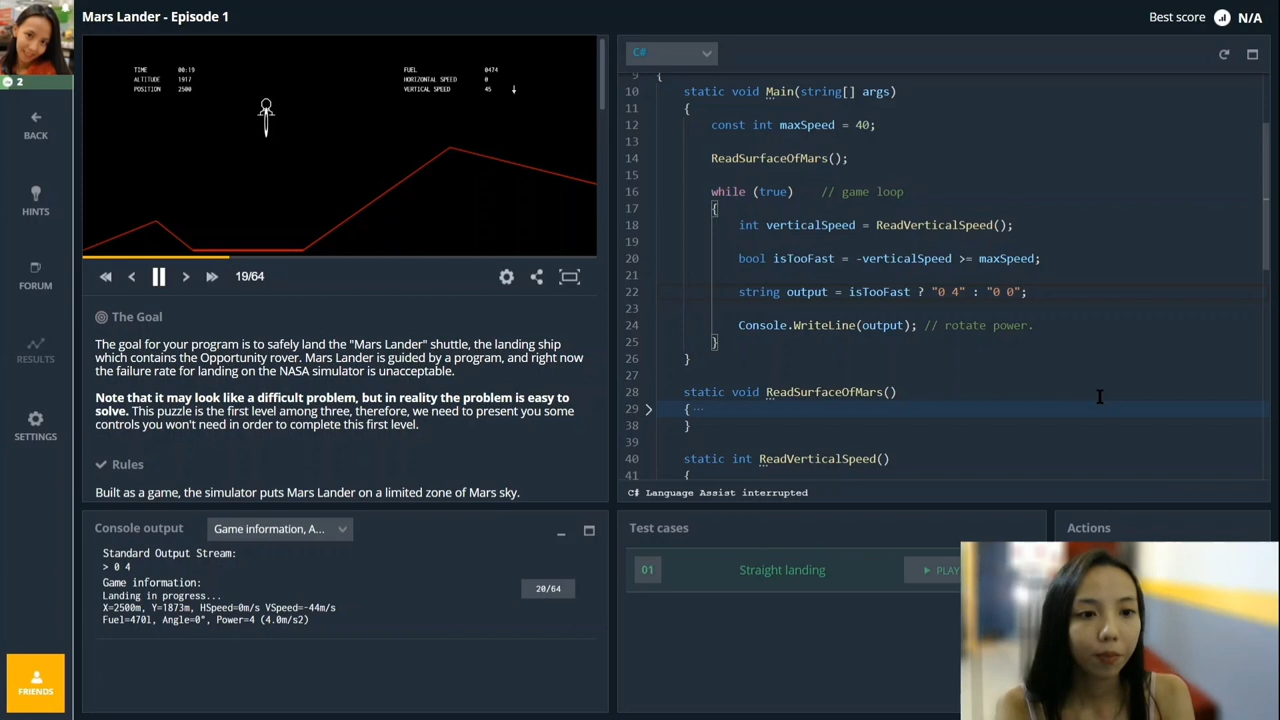 Mars Lander - Episode 1
Best score N/A
2
BACK
HINTS
FORUM
RESULTS
SETTINGS
FRIENDS
TIME 00:19
ALTITUDE 1917
POSITION 2500
FUEL 0474
HORIZONTAL SPEED 0
VERTICAL SPEED 45
19/64
The Goal
The goal for your program is to safely land the "Mars Lander" shuttle, the landing ship
which contains the Opportunity rover. Mars Lander is guided by a program, and right now
the failure rate for landing on the NASA simulator is unacceptable.
Note that it may look like a difficult problem, but in reality the problem is easy to
solve. This puzzle is the first level among three, therefore, we need to present you some
controls you won't need in order to complete this first level.
Rules
Built as a game, the simulator puts Mars Lander on a limited zone of Mars sky.
Console output
Game information, A...
Standard Output Stream:
> 0 4
Game information:
Landing in progress...
X=2500m, Y=1873m, HSpeed=0m/s VSpeed=-44m/s
Fuel=470l, Angle=0°, Power=4 (4.0m/s2)
20/64
C#
9 {
10 static void Main(string[] args)
11 {
12 const int maxSpeed = 40;
13
14 ReadSurfaceOfMars();
15
16 while (true) // game loop
17 {
18 int verticalSpeed = ReadVerticalSpeed();
19
20 bool isTooFast = -verticalSpeed >= maxSpeed;
21
22 string output = isTooFast ? "0 4" : "0 0";
23
24 Console.WriteLine(output); // rotate power.
25 }
26 }
27
28 static void ReadSurfaceOfMars()
29 { ...
38 }
39
40 static int ReadVerticalSpeed()
41 {
C# Language Assist interrupted
Test cases
01 Straight landing PLAY
Actions